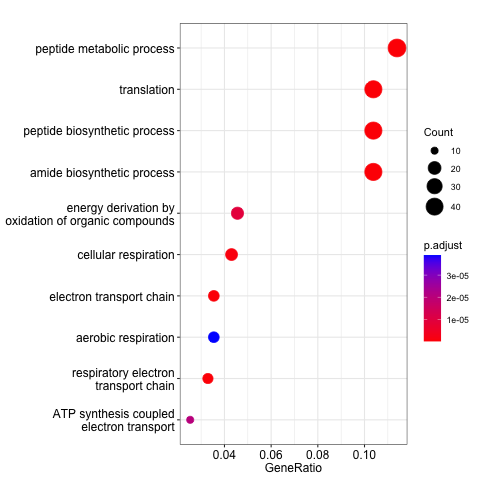 peptide metabolic process
translation
peptide biosynthetic process
amide biosynthetic process
energy derivation by
oxidation of organic compounds
cellular respiration
electron transport chain
aerobic respiration
respiratory electron
transport chain
ATP synthesis coupled
electron transport
0.04 0.06 0.08 0.10
GeneRatio
Count
10
20
30
40
p.adjust
3e-05
2e-05
1e-05